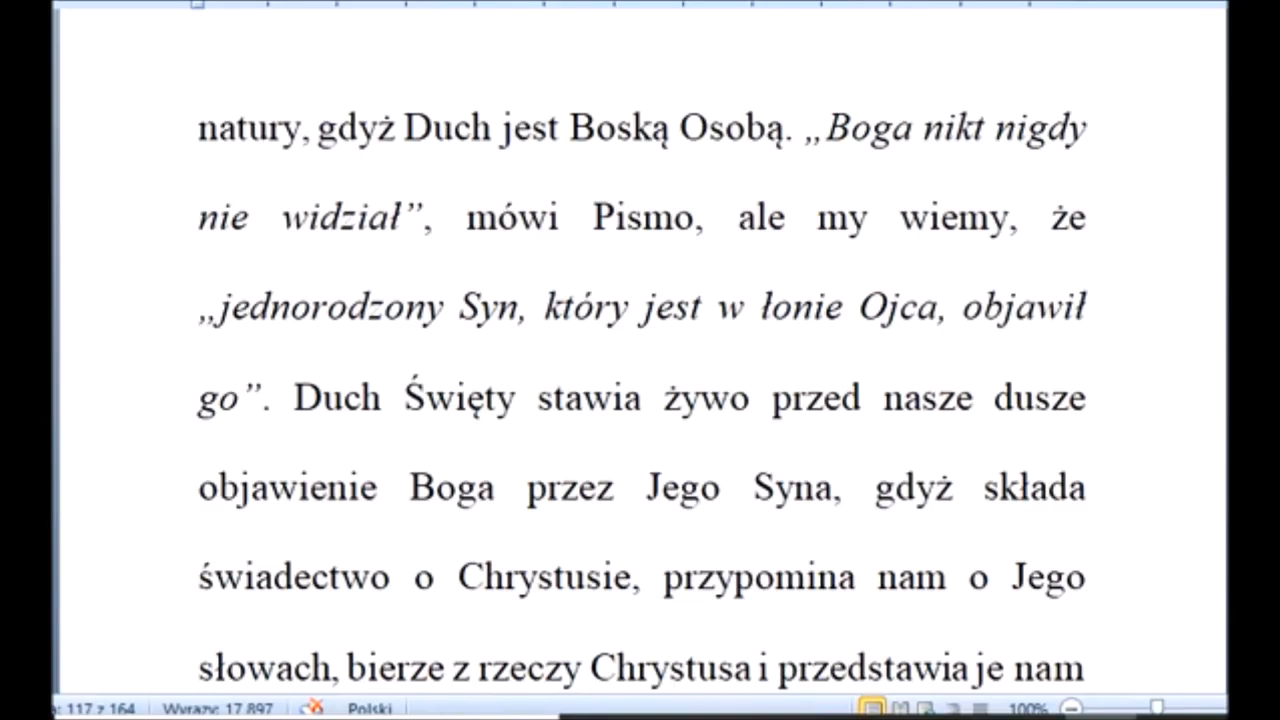 natury, gdyż Duch jest Boską Osobą. „Boga nikt nigdy
nie widział”, mówi Pismo, ale my wiemy, że
„jednorodzony Syn, który jest w łonie Ojca, objawił
go”. Duch Święty stawia żywo przed nasze dusze
objawienie Boga przez Jego Syna, gdyż składa
świadectwo o Chrystusie, przypomina nam o Jego
słowach, bierze z rzeczy Chrystusa i przedstawia je nam
: 117 z 164 Wyrazy: 17 897 Polski 100%